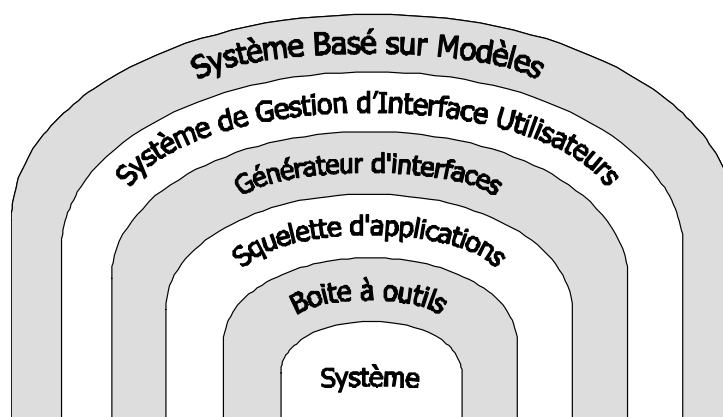 Système Basé sur Modèles
Système de Gestion d’Interface Utilisateurs
Générateur d'interfaces
Squelette d'applications
Boite à outils
Système